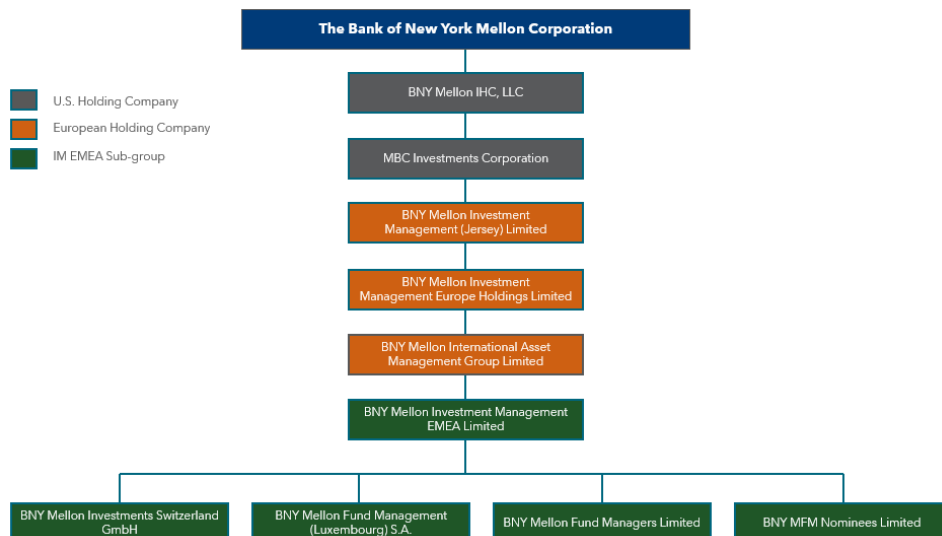 The Bank of New York Mellon Corporation
BNY Mellon IHC, LLC
U.S. Holding Company
European Holding Company
IM EMEA Sub-group
MBC Investments Corporation
BNY Mellon Investment
Management (Jersey) Limited
BNY Mellon Investment
Management Europe Holdings Limited
BNY Mellon International Asset
Management Group Limited
BNY Mellon Investment Management
EMEA Limited
BNY Mellon Investments Switzerland
GmbH
BNY Mellon Fund Management
(Luxembourg) S.A.
BNY Mellon Fund Managers Limited
BNY MFM Nominees Limited